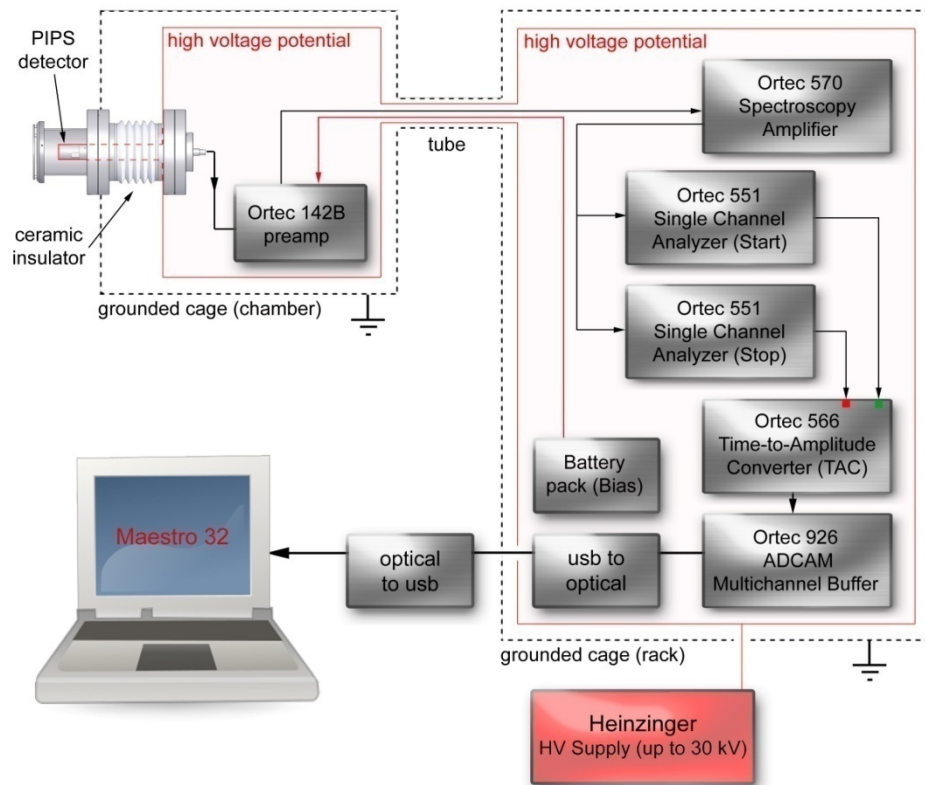 PIPS
detector
high voltage potential
high voltage potential
Ortec 570
Spectroscopy
Amplifier
tube
Ortec 142B
preamp
Ortec 551
Single Channel
Analyzer (Start)
ceramic
insulator
grounded cage (chamber)
Ortec 551
Single Channel
Analyzer (Stop)
Ortec 566
Time-to-Amplitude
Converter (TAC)
Battery
pack (Bias)
Maestro 32
optical
to usb
usb to
optical
Ortec 926
ADCAM
Multichannel Buffer
grounded cage (rack)
Heinzinger
HV Supply (up to 30 kV)